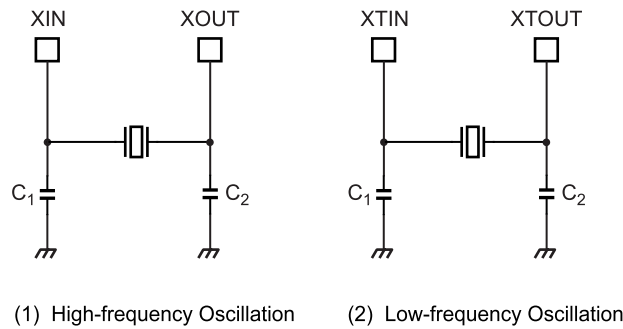 XIN XOUT XTIN XTOUT
C1 C2 C1 C2
(1) High-frequency Oscillation (2) Low-frequency Oscillation